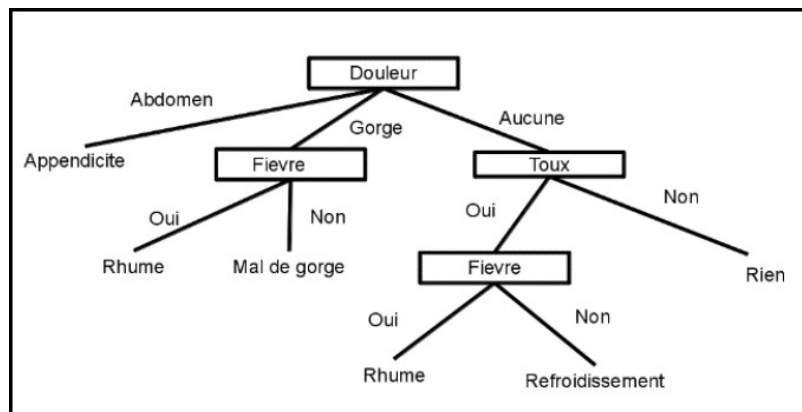 Douleur
Abdomen
Gorge
Aucune
Appendicite
Fievre
Toux
Oui
Non
Oui
Non
Rhume
Mal de gorge
Fievre
Rien
Oui
Non
Rhume
Refroidissement